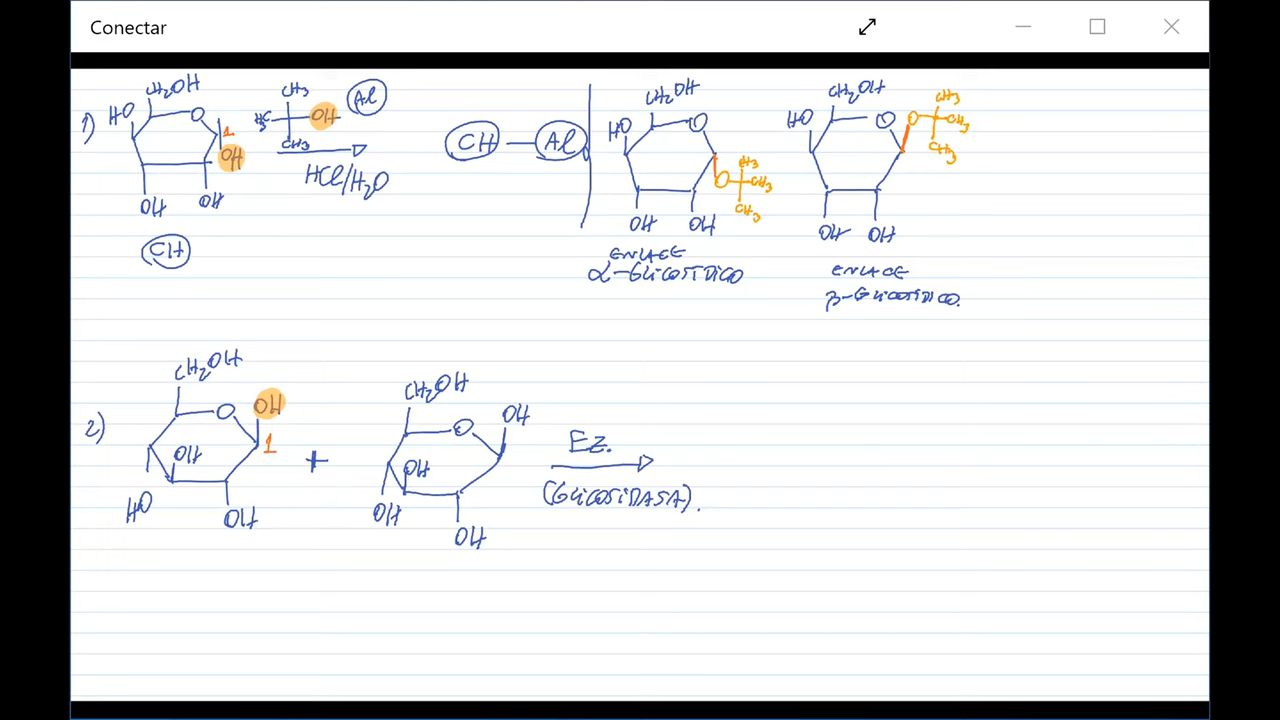 Conectar
1)
CH₂OH
HO
O
1
OH
OH
OH
CH
CH₃
H₃C
OH
CH₃
Al
HCl/H₂O
CH — Al
CH₂OH
HO
O
O
CH₃
CH₃
CH₃
OH
OH
ENLACE
α-GLICOSÍDICO
CH₂OH
HO
O
O
CH₃
CH₃
CH₃
OH
OH
ENLACE
β-GLICOSÍDICO.
2)
CH₂OH
O
OH
OH
1
HO
OH
+
CH₂OH
O
OH
OH
OH
OH
Ez.
(GLICOSIDASA).